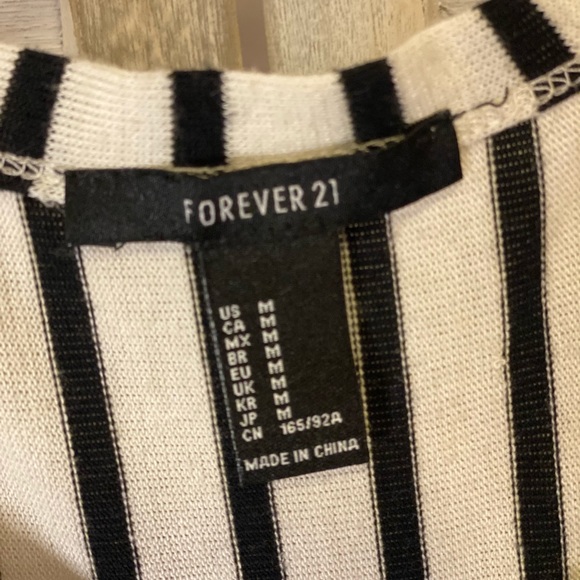 FOREVER 21
US M
CA M
MX M
BR M
EU M
UK M
KR M
JP M
CN 165/92A
MADE IN CHINA